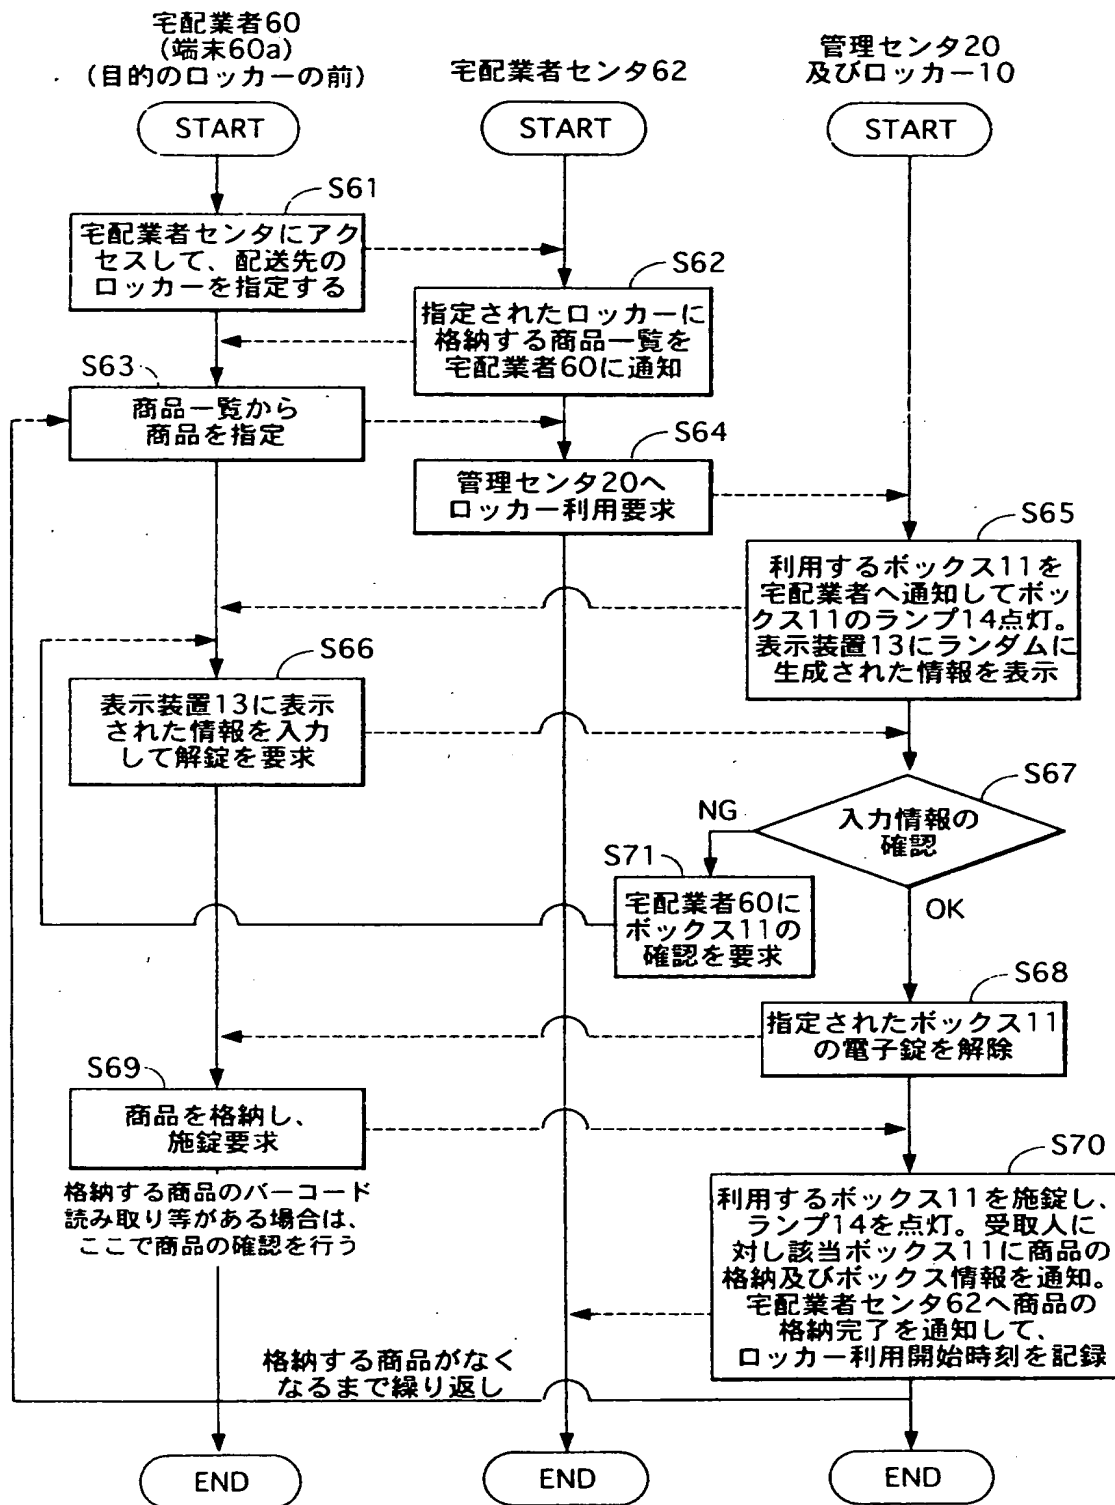 宅配業者60
(端末60a)
(目的のロッカーの前)
宅配業者センタ62
管理センタ20
及びロッカー10
START
START
START
S61
宅配業者センタにアク
セスして、配送先の
ロッカーを指定する
S62
指定されたロッカーに
格納する商品一覧を
宅配業者60に通知
S63
商品一覧から
商品を指定
S64
管理センタ20へ
ロッカー利用要求
S65
利用するボックス11を
宅配業者へ通知してボッ
クス11のランプ14点灯。
表示装置13にランダムに
生成された情報を表示
S66
表示装置13に表示
された情報を入力
して解錠を要求
S67
入力情報の
確認
NG
OK
S71
宅配業者60に
ボックス11の
確認を要求
S68
指定されたボックス11
の電子錠を解除
S69
商品を格納し、
施錠要求
格納する商品のバーコード
読み取り等がある場合は、
ここで商品の確認を行う
S70
利用するボックス11を施錠し、
ランプ14を点灯。受取人に
対し該当ボックス11に商品の
格納及びボックス情報を通知。
宅配業者センタ62へ商品の
格納完了を通知して、
ロッカー利用開始時刻を記録
格納する商品がなく
なるまで繰り返し
END
END
END